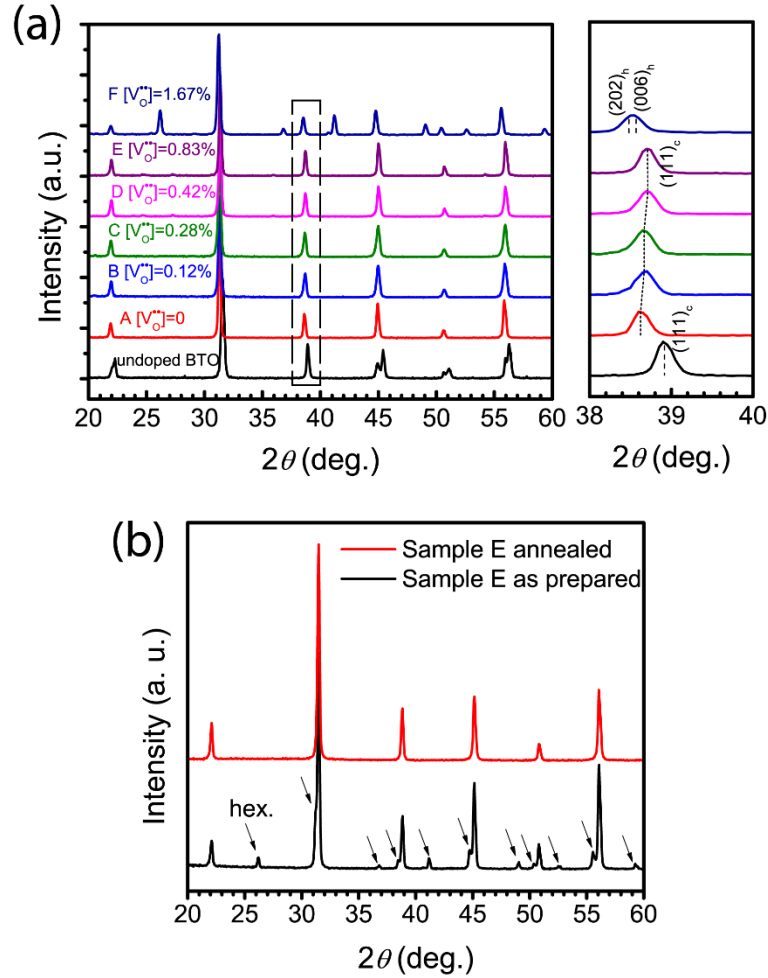 (a)
Intensity (a.u.)
F [V_O^••]=1.67%
E [V_O^••]=0.83%
D [V_O^••]=0.42%
C [V_O^••]=0.28%
B [V_O^••]=0.12%
A [V_O^••]=0
undoped BTO
20 25 30 35 40 45 50 55 60
2θ (deg.)
(202)_h
(006)_h
(111)_c
(111)_c
38 39 40
2θ (deg.)
(b)
Intensity (a. u.)
Sample E annealed
Sample E as prepared
hex.
20 25 30 35 40 45 50 55 60
2θ (deg.)